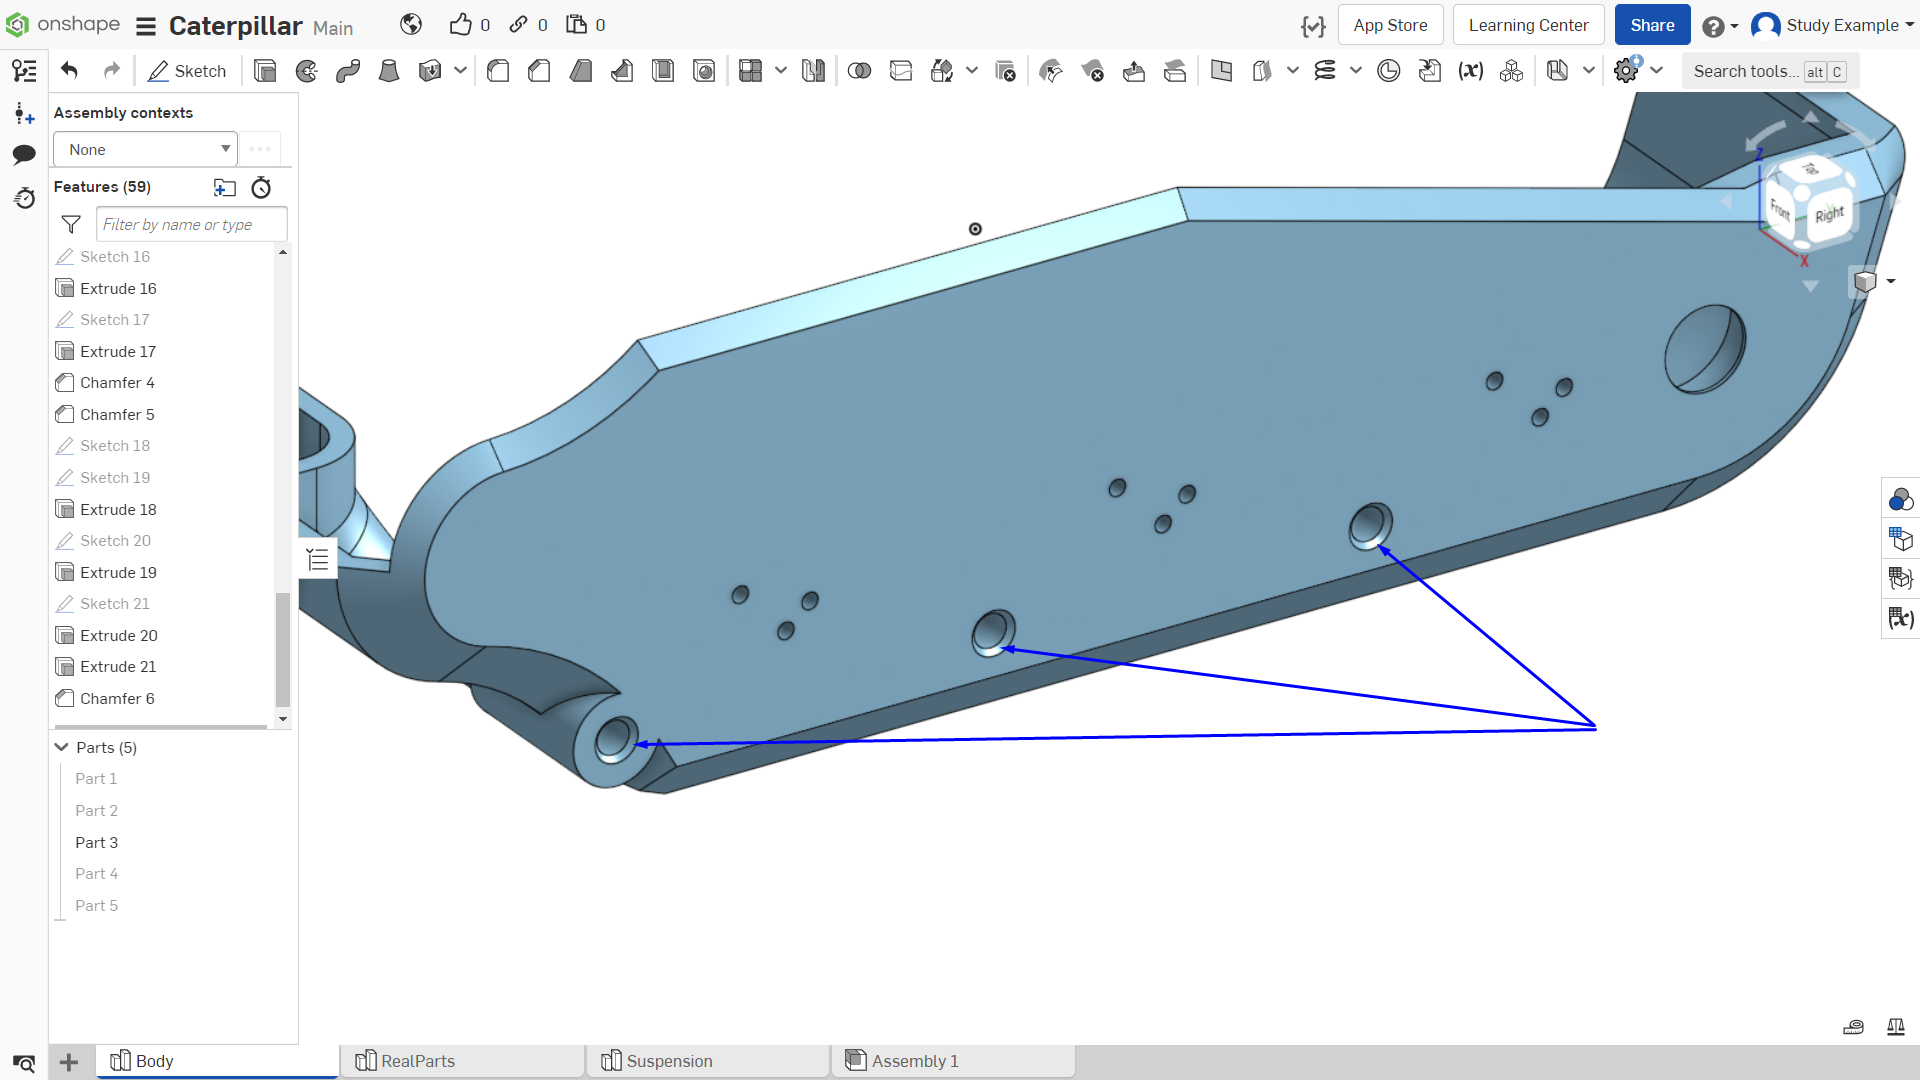 onshape Caterpillar Main 0 0 0 App Store Learning Center Share Study Example
Sketch Search tools... alt C
Assembly contexts
None
Features (59)
Filter by name or type
Sketch 16
Extrude 16
Sketch 17
Extrude 17
Chamfer 4
Chamfer 5
Sketch 18
Sketch 19
Extrude 18
Sketch 20
Extrude 19
Sketch 21
Extrude 20
Extrude 21
Chamfer 6
Parts (5)
Part 1
Part 2
Part 3
Part 4
Part 5
Z
Top
Front
Right
X
Body RealParts Suspension Assembly 1